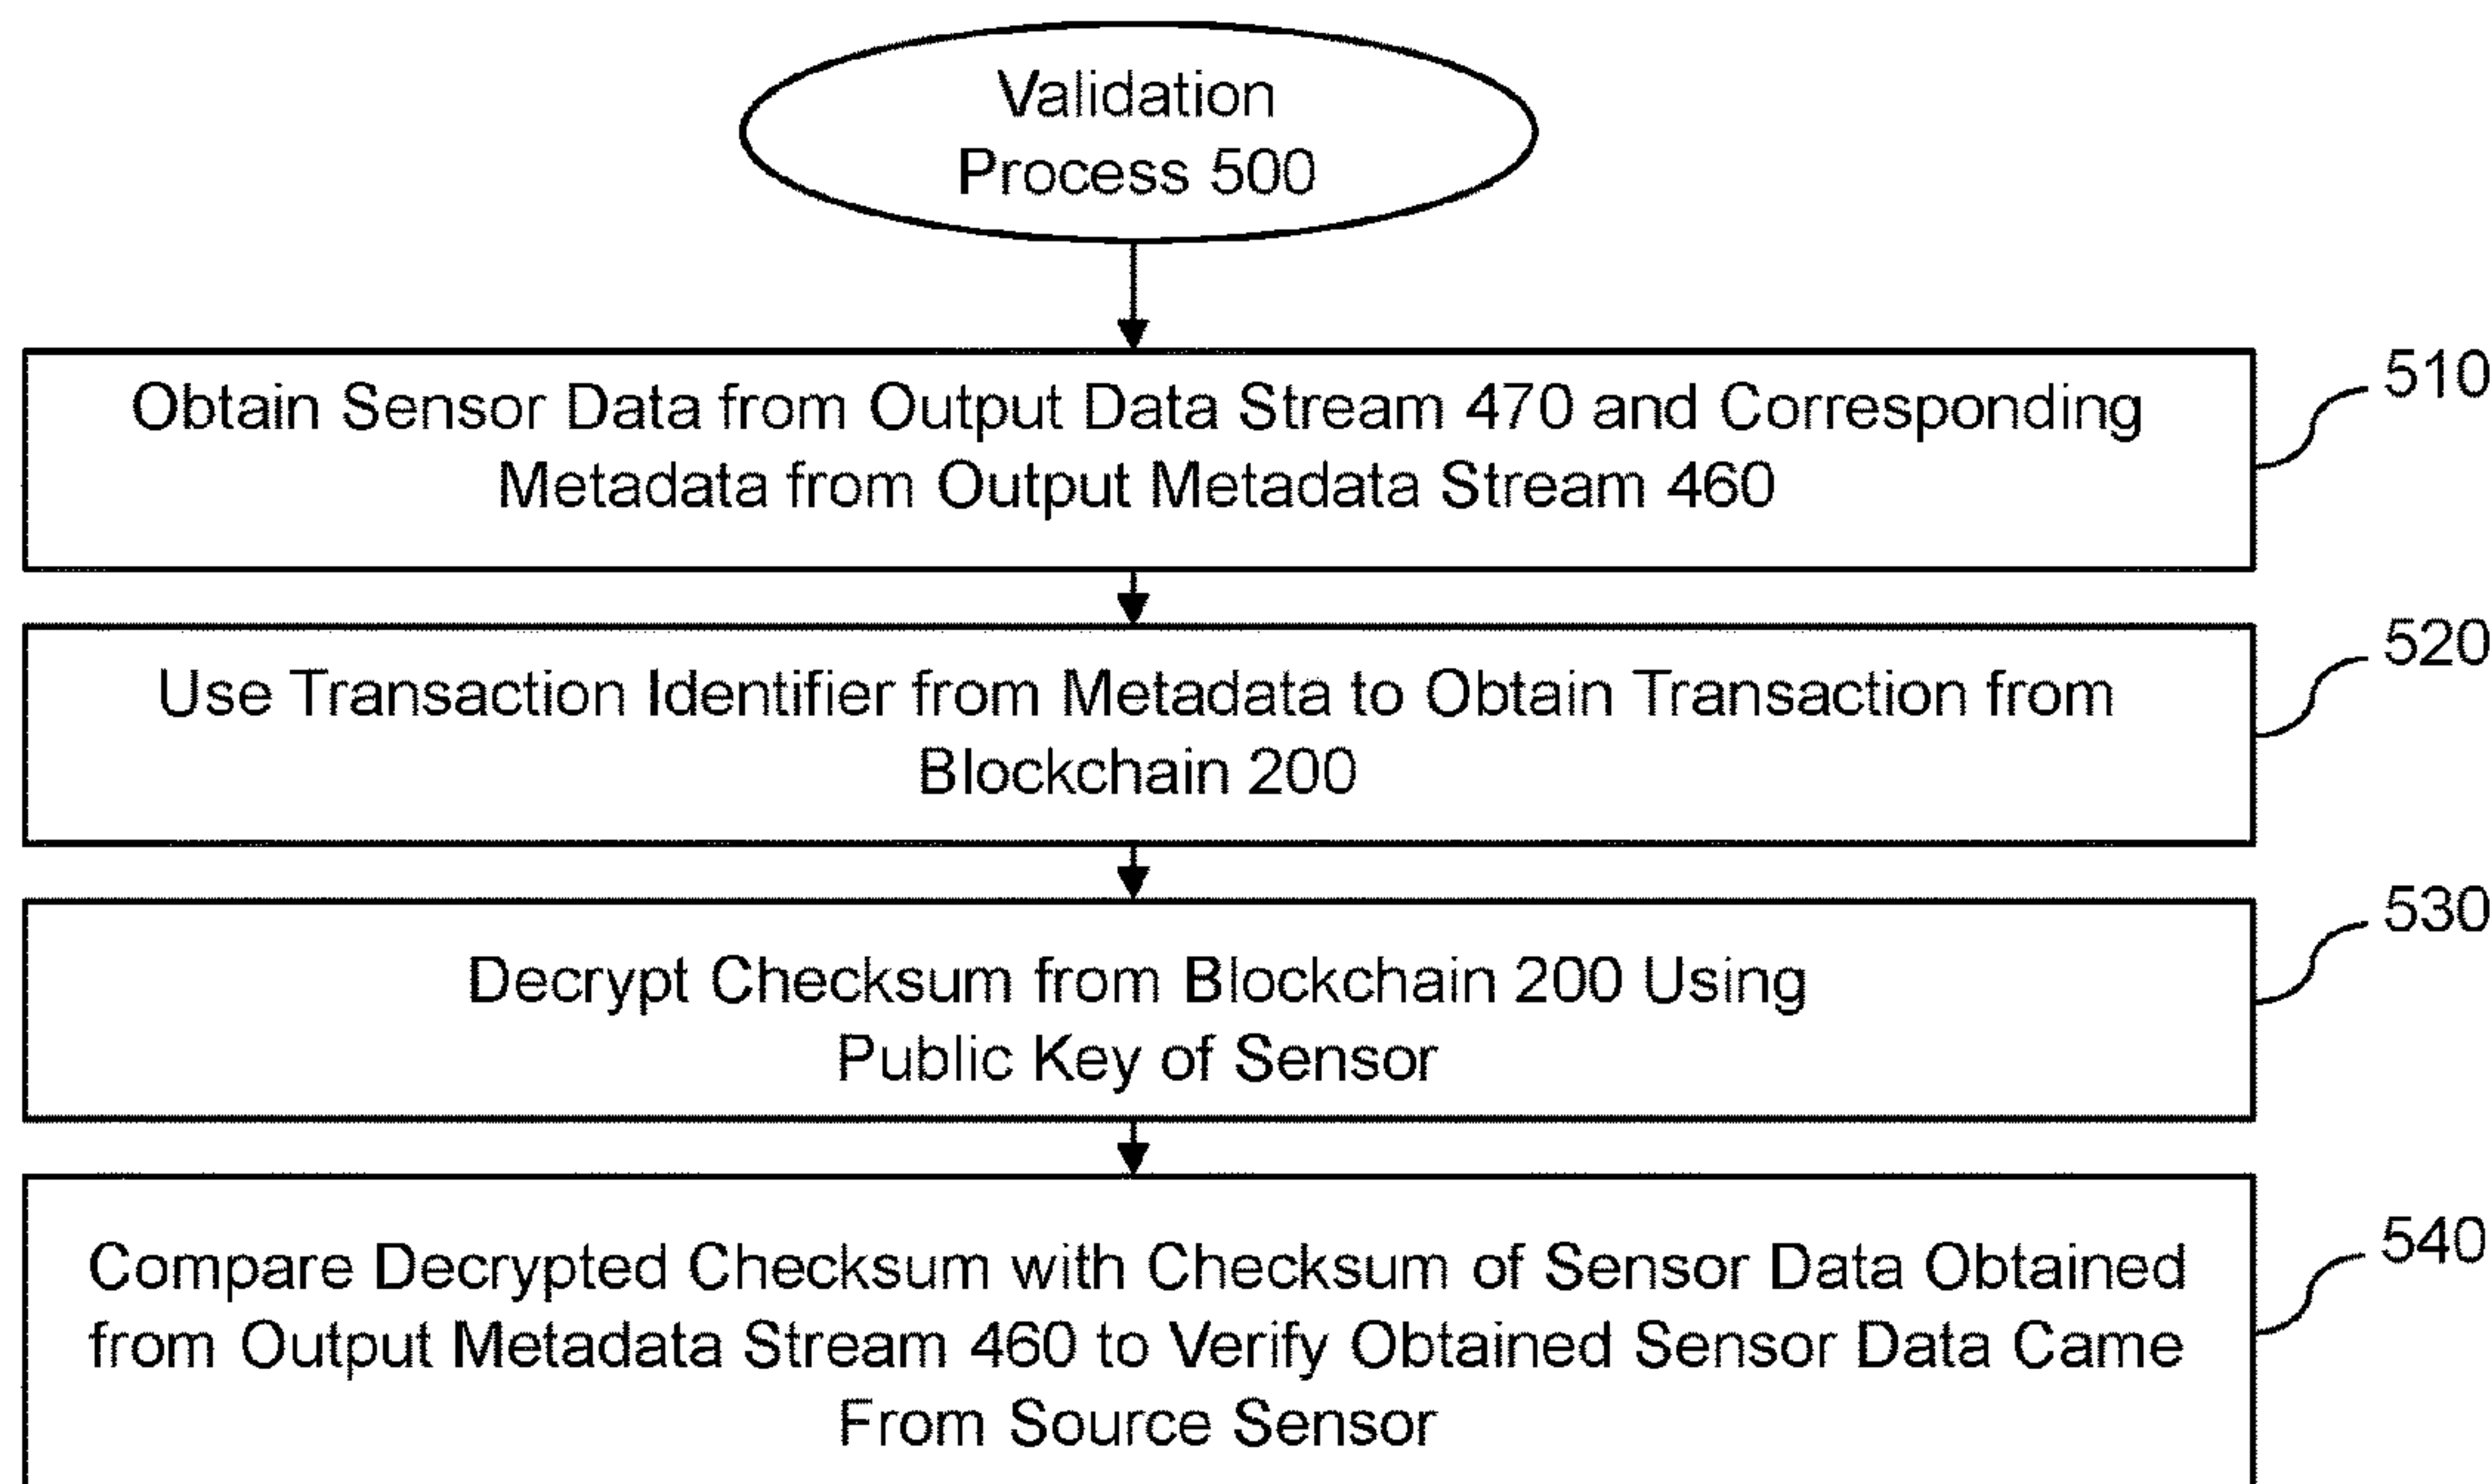 Validation
Process 500
Obtain Sensor Data from Output Data Stream 470 and Corresponding
Metadata from Output Metadata Stream 460
510
Use Transaction Identifier from Metadata to Obtain Transaction from
Blockchain 200
520
Decrypt Checksum from Blockchain 200 Using
Public Key of Sensor
530
Compare Decrypted Checksum with Checksum of Sensor Data Obtained
from Output Metadata Stream 460 to Verify Obtained Sensor Data Came
From Source Sensor
540